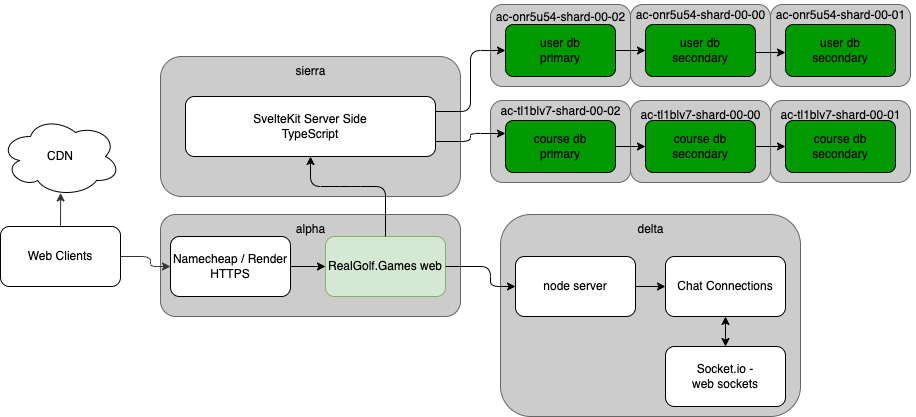 ac-onr5u54-shard-00-02
ac-onr5u54-shard-00-00
ac-onr5u54-shard-00-01
user db
primary
user db
secondary
user db
secondary
sierra
SvelteKit Server Side
TypeScript
ac-tl1blv7-shard-00-02
ac-tl1blv7-shard-00-00
ac-tl1blv7-shard-00-01
course db
primary
course db
secondary
course db
secondary
CDN
Web Clients
alpha
Namecheap / Render
HTTPS
RealGolf.Games web
delta
node server
Chat Connections
Socket.io -
web sockets